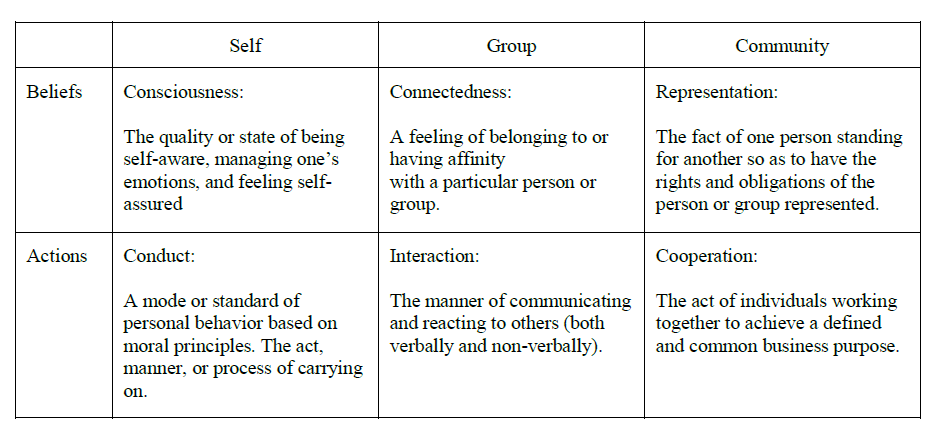 Self
Group
Community
Beliefs
Consciousness:
The quality or state of being
self-aware, managing one’s
emotions, and feeling self-
assured
Connectedness:
A feeling of belonging to or
having affinity
with a particular person or
group.
Representation:
The fact of one person standing
for another so as to have the
rights and obligations of the
person or group represented.
Actions
Conduct:
A mode or standard of
personal behavior based on
moral principles. The act,
manner, or process of carrying
on.
Interaction:
The manner of communicating
and reacting to others (both
verbally and non-verbally).
Cooperation:
The act of individuals working
together to achieve a defined
and common business purpose.